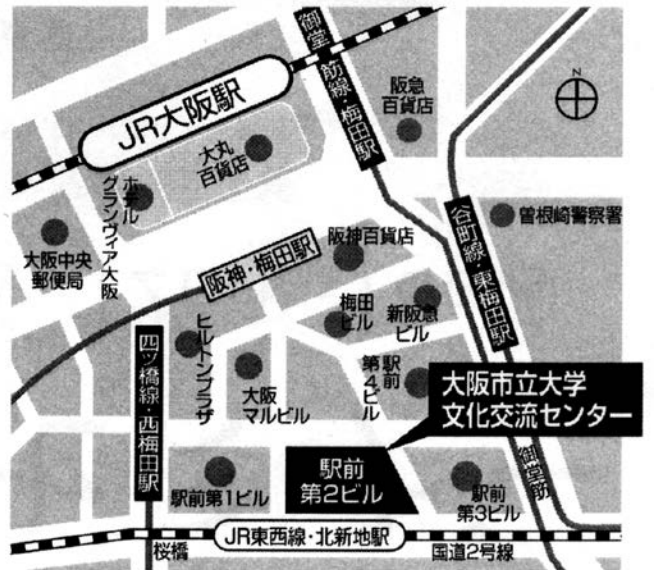 御堂筋線・梅田駅
阪急
百貨店
N
JR大阪駅
大丸
百貨店
ホテル
グランヴィア大阪
大阪中央
郵便局
阪神・梅田駅
阪神百貨店
谷町線・東梅田駅
曽根崎警察署
梅田
ビル
新阪急
ビル
ヒルトンプラザ
四ツ橋線・西梅田駅
大阪
マルビル
駅前
第4ビル
大阪市立大学
文化交流センター
駅前第1ビル
駅前
第2ビル
駅前
第3ビル
御堂筋
JR東西線・北新地駅
桜橋
国道2号線